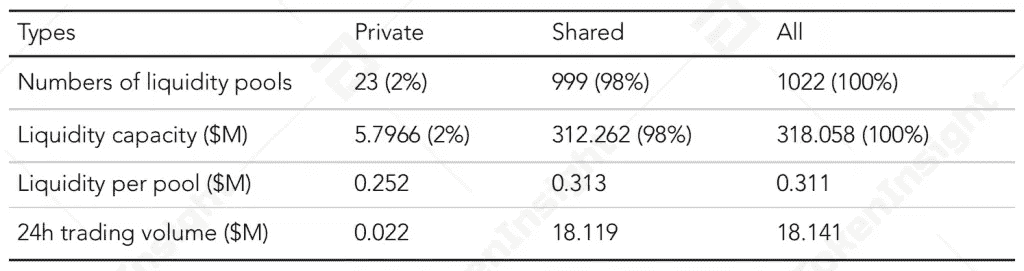 Types Private Shared All
Numbers of liquidity pools 23 (2%) 999 (98%) 1022 (100%)
Liquidity capacity ($M) 5.7966 (2%) 312.262 (98%) 318.058 (100%)
Liquidity per pool ($M) 0.252 0.313 0.311
24h trading volume ($M) 0.022 18.119 18.141
TokenInsight